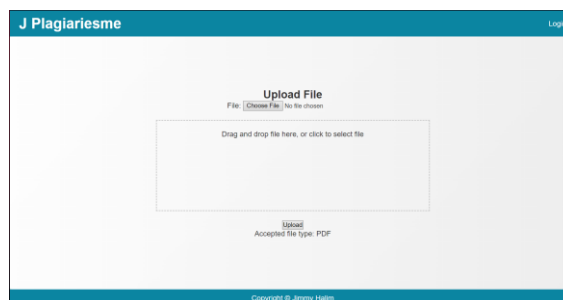 J Plagiariesme
Login
Upload File
File: Choose File No file chosen
Drag and drop file here, or click to select file
Upload
Accepted file type: PDF
Copyright © Jimmy Halim